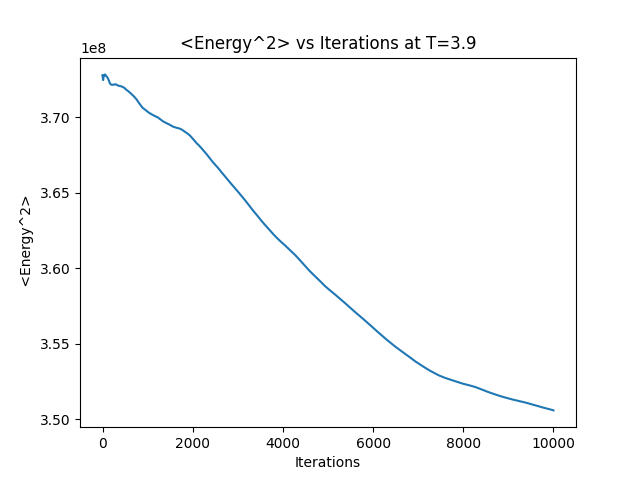 <Energy^2> vs Iterations at T=3.9
1e8
3.70
3.65
3.60
3.55
3.50
<Energy^2>
0 2000 4000 6000 8000 10000
Iterations